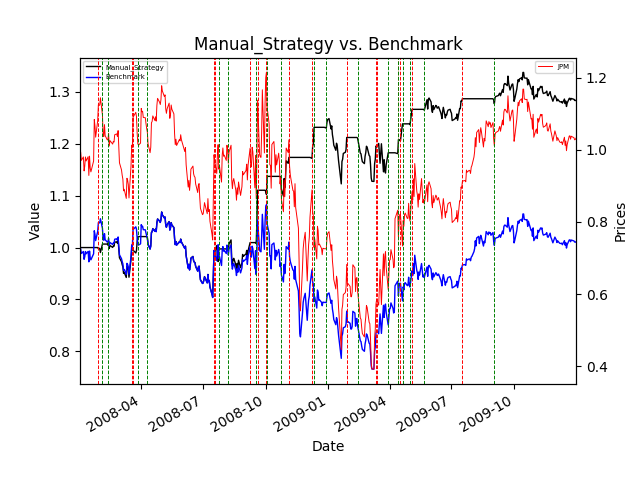 Manual_Strategy vs. Benchmark
Manual_Strategy
Benchmark
JPM
1.3
1.2
1.1
1.0
0.9
0.8
Value
1.2
1.0
0.8
0.6
0.4
Prices
2008-04
2008-07
2008-10
2009-01
2009-04
2009-07
2009-10
Date